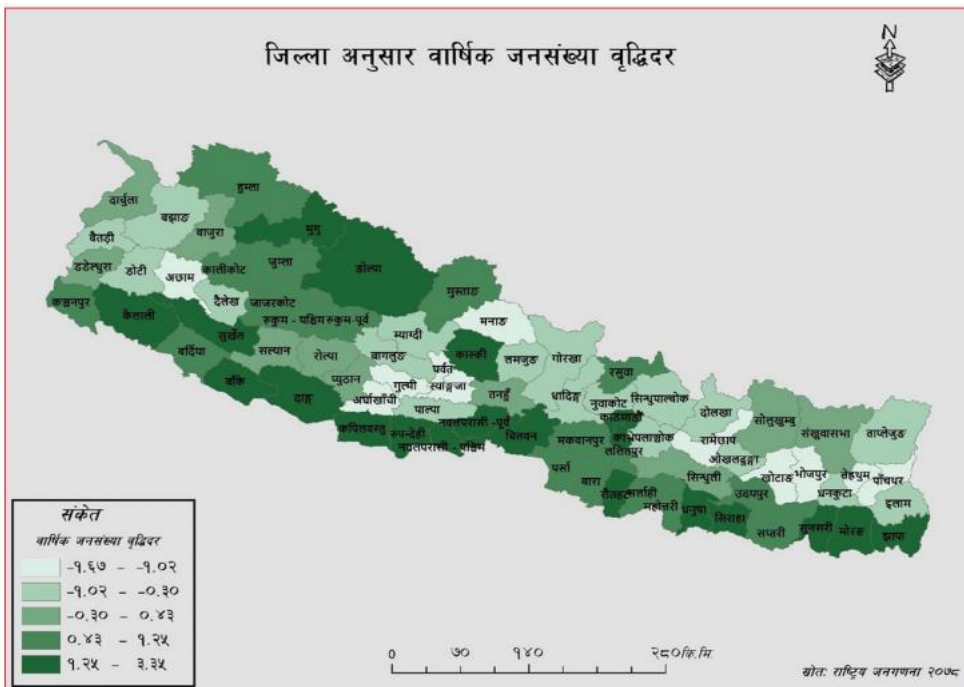 जिल्ला अनुसार वार्षिक जनसंख्या वृद्धिदर
N
हुम्ला
दार्चुला
बझाङ
मुगु
बैतडी
बाजुरा
डोल्पा
जुम्ला
डडेल्धुरा
डोटी
अछाम
कालीकोट
मुस्ताङ
कञ्चनपुर
दैलेख
जाजरकोट
कैलाली
रुकुम - पश्चिम रुकुम-पूर्व
मनाङ
सुर्खेत
म्याग्दी
बर्दिया
सल्यान
रोल्पा
बागलुङ
कास्की
लमजुङ
गोरखा
पर्वत
रसुवा
बाँके
प्युठान
गुल्मी
स्याङ्जा
दाङ
अर्घाखाँची
तनहुँ
धादिङ
नुवाकोट
सिन्धुपाल्चोक
दोलखा
सोलुखुम्बु
संखुवासभा
ताप्लेजुङ
पाल्पा
काठमाडौं
कपिलवस्तु
रुपन्देही
नवलपरासी -पूर्व
चितवन
मकवानपुर
काभ्रेपलाञ्चोक
रामेछाप
नवलपरासी - पश्चिम
ललितपुर
ओखलढुङ्गा
पर्सा
सिन्धुली
खोटाङ
भोजपुर
तेह्रथुम
पाँचथर
बारा
रौतहट
सर्लाही
उदयपुर
धनकुटा
इलाम
महोत्तरी
धनुषा
सिराहा
सप्तरी
सुनसरी
मोरङ
झापा
संकेत
वार्षिक जनसंख्या वृद्धिदर
-१.६७ - -१.०२
-१.०२ - -०.३०
-०.३० - ०.४३
०.४३ - १.२५
१.२५ - ३.३५
0 ७० १४० २८०कि.मि.
स्रोत: राष्ट्रिय जनगणना २०७८